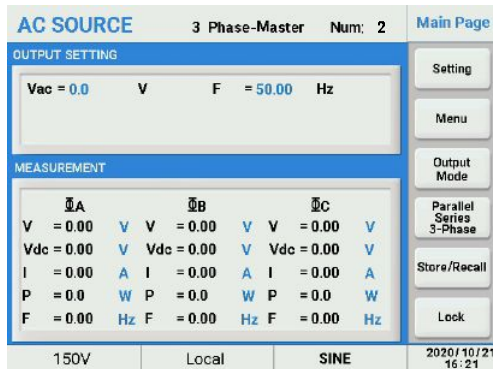 AC SOURCE 3 Phase-Master Num: 2 Main Page
OUTPUT SETTING
Vac = 0.0 V F = 50.00 Hz
Setting
Menu
Output
Mode
Parallel
Series
3-Phase
Store/Recall
Lock
MEASUREMENT
ΦA ΦB ΦC
V = 0.00 V V = 0.00 V V = 0.00 V
Vdc = 0.00 V Vdc = 0.00 V Vdc = 0.00 V
I = 0.00 A I = 0.00 A I = 0.00 A
P = 0.0 W P = 0.0 W P = 0.0 W
F = 0.00 Hz F = 0.00 Hz F = 0.00 Hz
150V Local SINE 2020/10/21
16:21